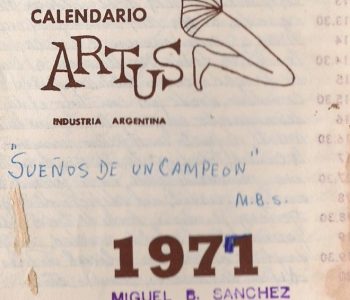 CALENDARIO
ARTUS
INDUSTRIA ARGENTINA
"SUEÑOS DE UN CAMPEON"
M.B.S.
1971
MIGUEL B. SANCHEZ